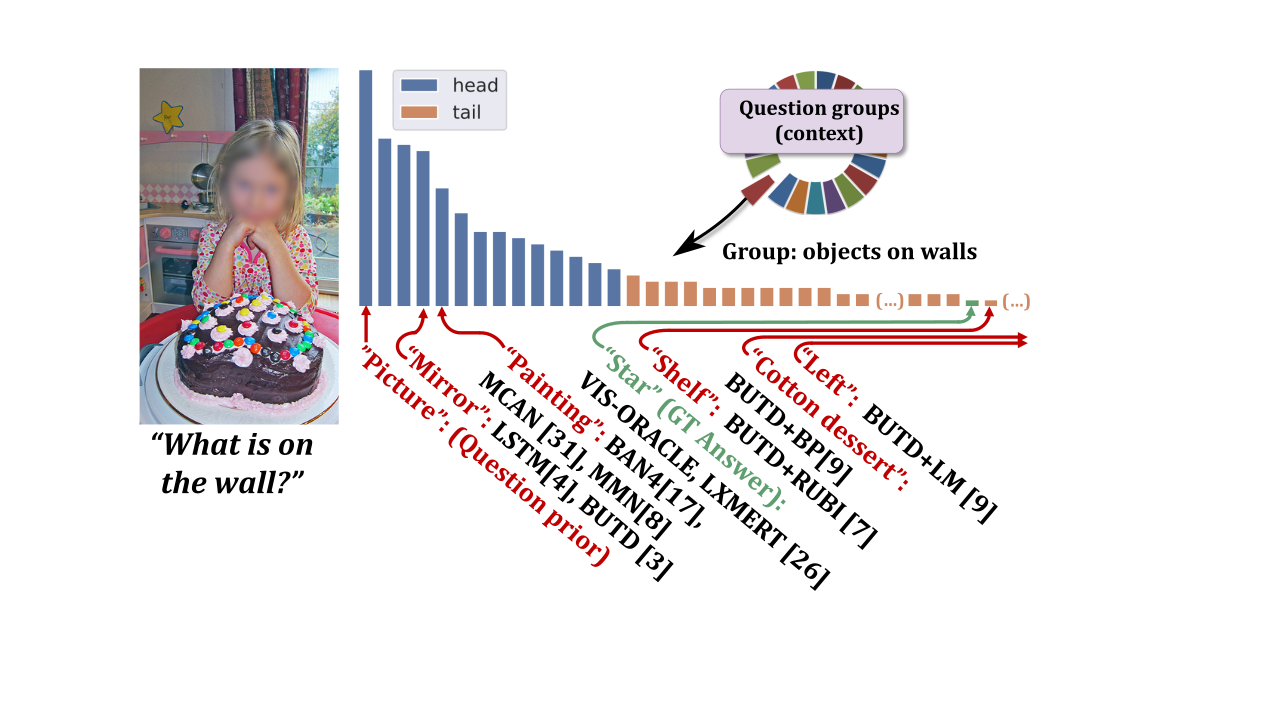 head
tail
Question groups
(context)
Group: objects on walls
(...)
(...)
”Picture”: (Question prior)
“Mirror”:
LSTM[4], BUTD [3]
“Painting”: BAN4[17],
MCAN [31], MMN[8]
“Star” (GT Answer):
VIS-ORACLE, LXMERT [26]
“Shelf”: BUTD+RUBI [7]
“Cotton dessert”:
BUTD+BP[9]
“Left”: BUTD+LM [9]
“What is on
the wall?”